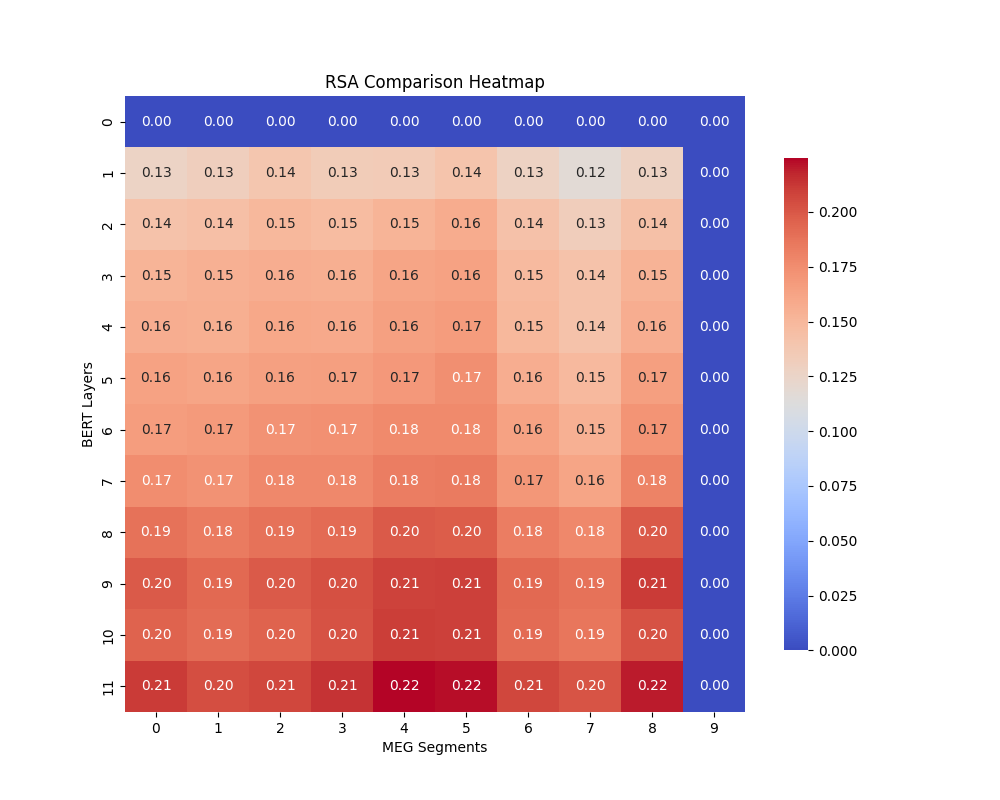 RSA Comparison Heatmap
0 0.00 0.00 0.00 0.00 0.00 0.00 0.00 0.00 0.00 0.00
1 0.13 0.13 0.14 0.13 0.13 0.14 0.13 0.12 0.13 0.00
2 0.14 0.14 0.15 0.15 0.15 0.16 0.14 0.13 0.14 0.00
3 0.15 0.15 0.16 0.16 0.16 0.16 0.15 0.14 0.15 0.00
4 0.16 0.16 0.16 0.16 0.16 0.17 0.15 0.14 0.16 0.00
5 0.16 0.16 0.16 0.17 0.17 0.17 0.16 0.15 0.17 0.00
6 0.17 0.17 0.17 0.17 0.18 0.18 0.16 0.15 0.17 0.00
7 0.17 0.17 0.18 0.18 0.18 0.18 0.17 0.16 0.18 0.00
8 0.19 0.18 0.19 0.19 0.20 0.20 0.18 0.18 0.20 0.00
9 0.20 0.19 0.20 0.20 0.21 0.21 0.19 0.19 0.21 0.00
10 0.20 0.19 0.20 0.20 0.21 0.21 0.19 0.19 0.20 0.00
11 0.21 0.20 0.21 0.21 0.22 0.22 0.21 0.20 0.22 0.00
0 1 2 3 4 5 6 7 8 9
MEG Segments
BERT Layers
0.200
0.175
0.150
0.125
0.100
0.075
0.050
0.025
0.000